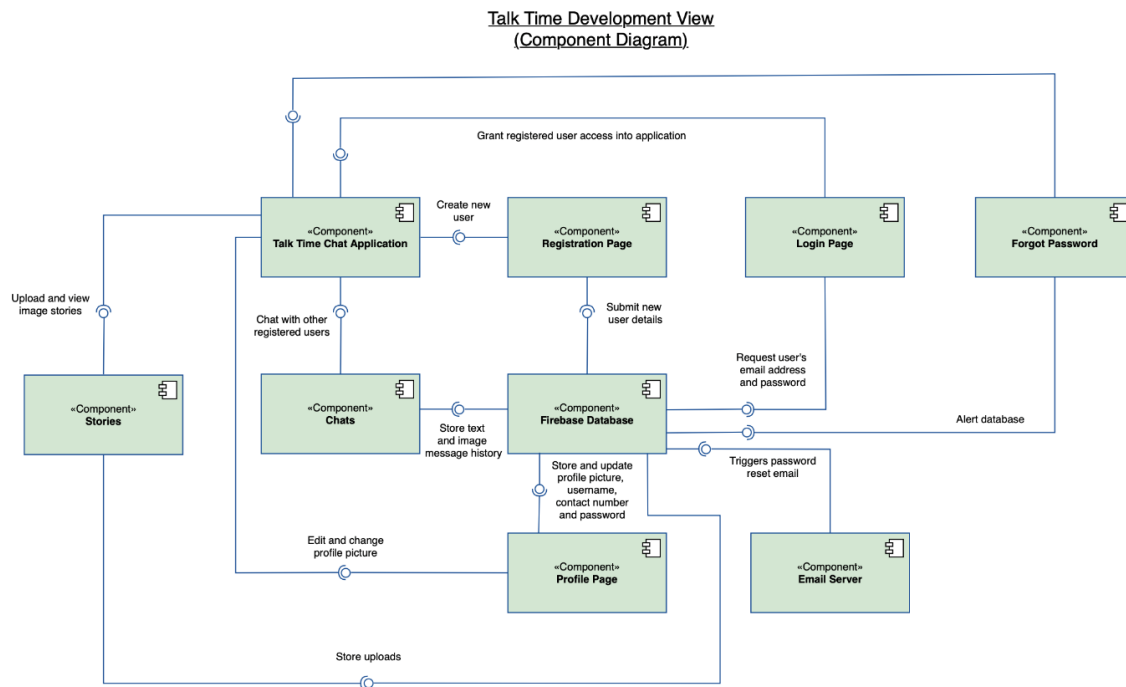 Talk Time Development View
(Component Diagram)
Grant registered user access into application
«Component»
Talk Time Chat Application
Create new
user
«Component»
Registration Page
«Component»
Login Page
«Component»
Forgot Password
Upload and view
image stories
Chat with other
registered users
Submit new
user details
Request user's
email address
and password
«Component»
Stories
«Component»
Chats
Store text
and image
message history
«Component»
Firebase Database
Alert database
Triggers password
reset email
Store and update
profile picture,
username,
contact number
and password
Edit and change
profile picture
«Component»
Profile Page
«Component»
Email Server
Store uploads